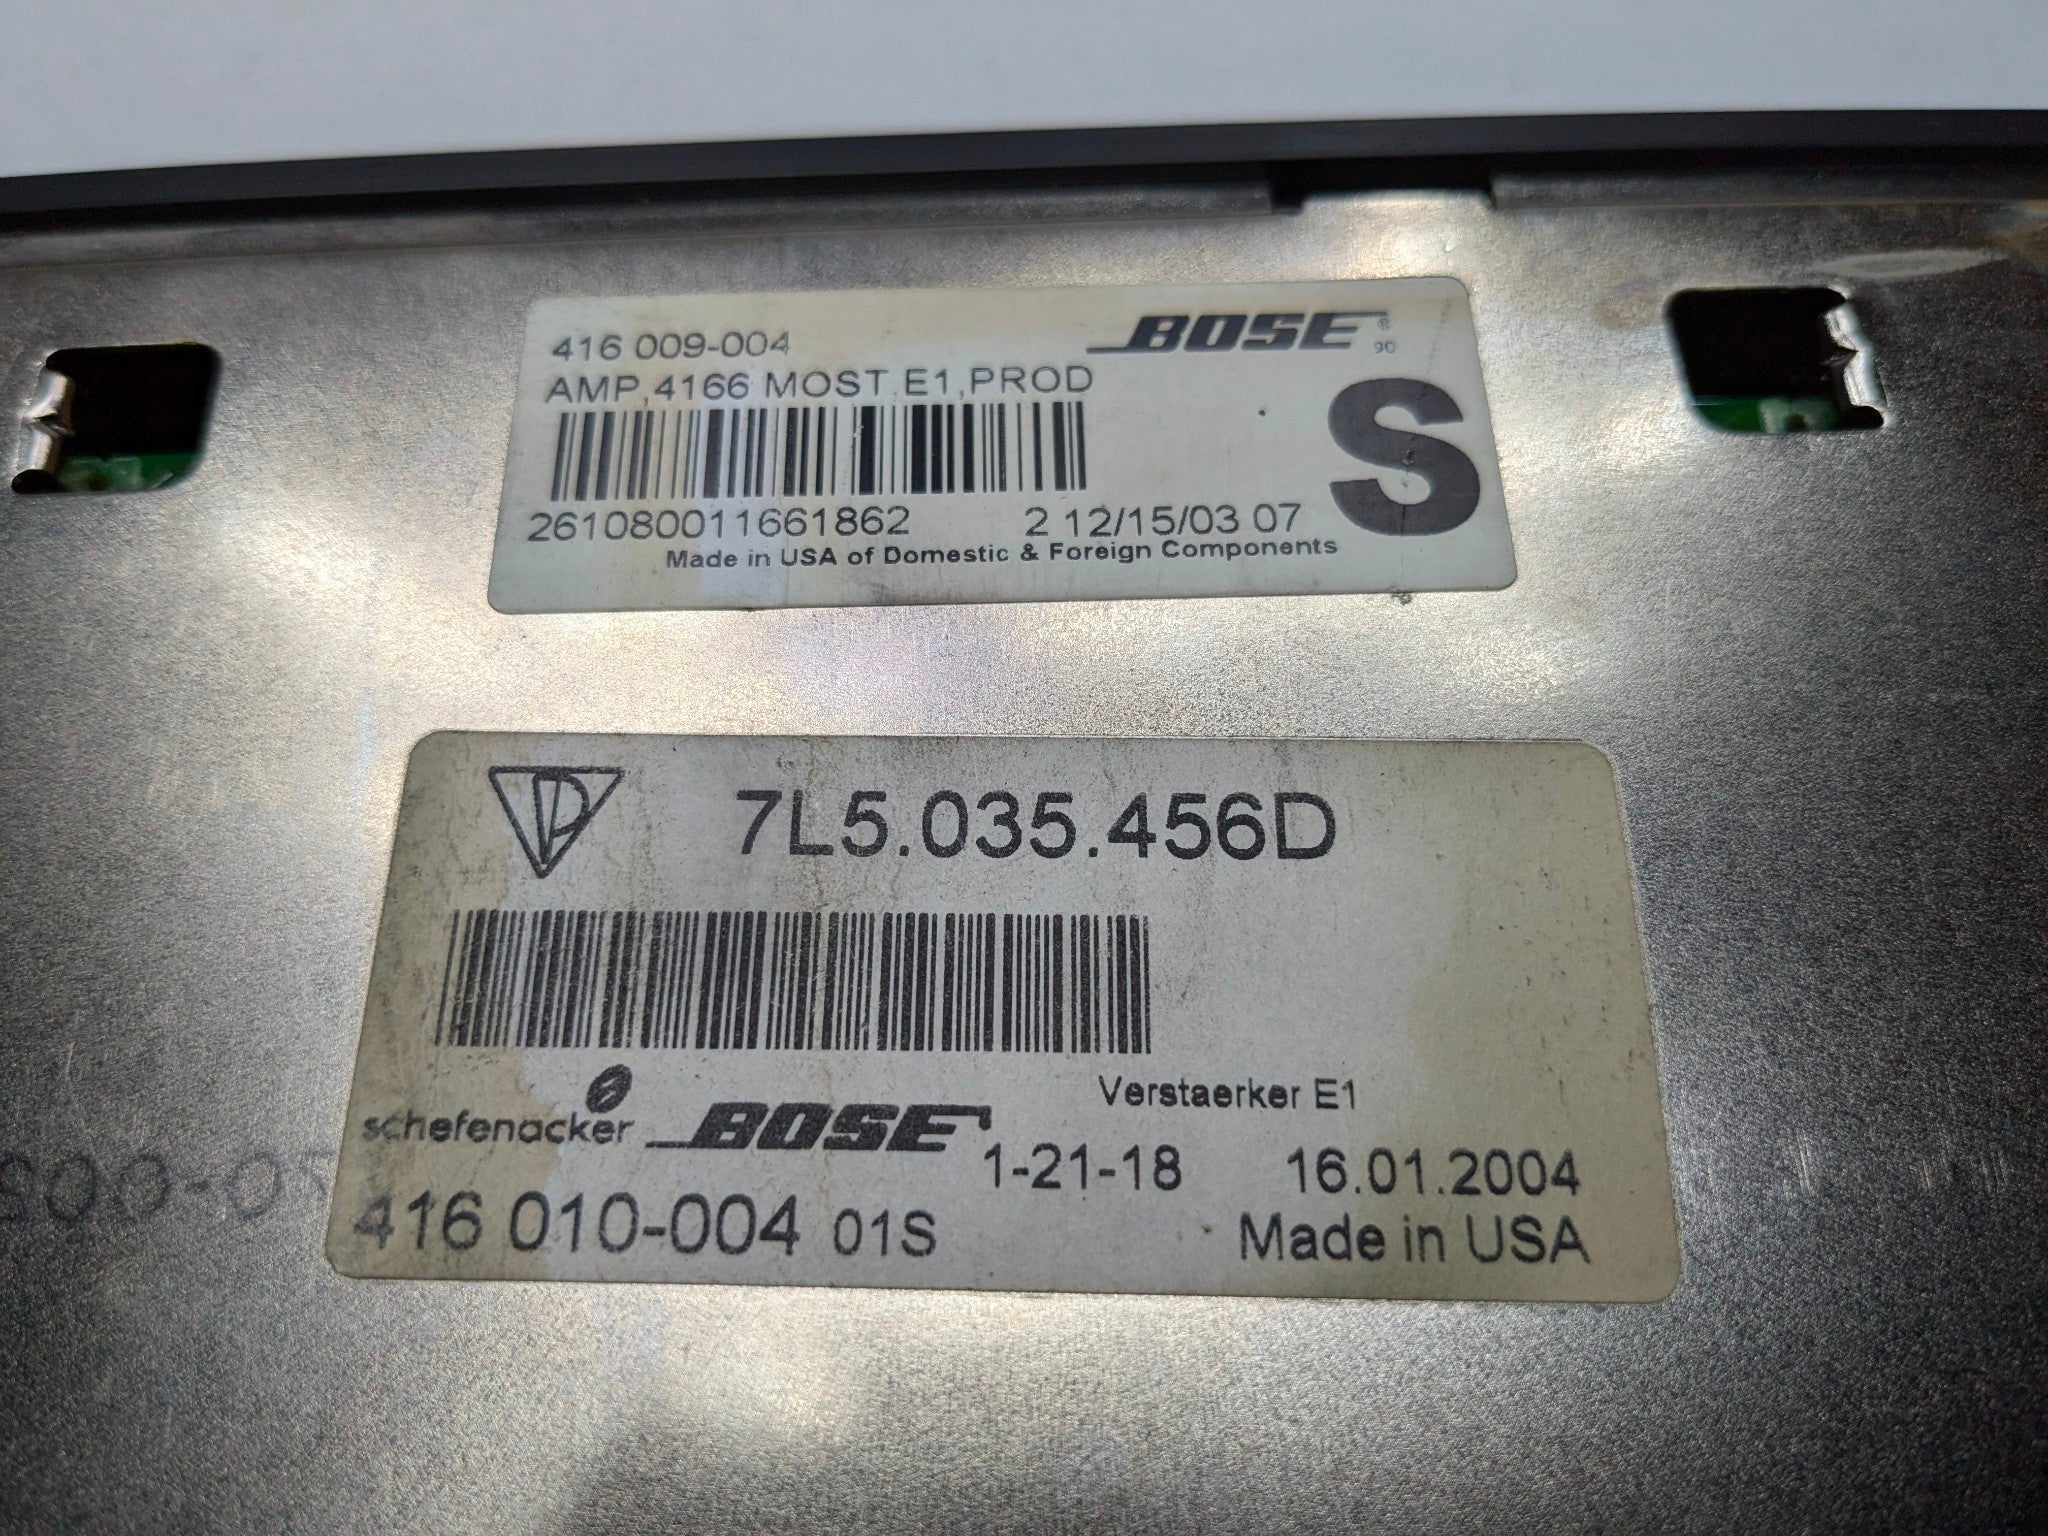 416 009-004
BOSE ®
90
AMP,4166 MOST.E1,PROD
S
261080011661862 2 12/15/03 07
Made in USA of Domestic & Foreign Components
7L5.035.456D
Verstaerker E1
schefenacker BOSE
1-21-18 16.01.2004
416 010-004 01S Made in USA